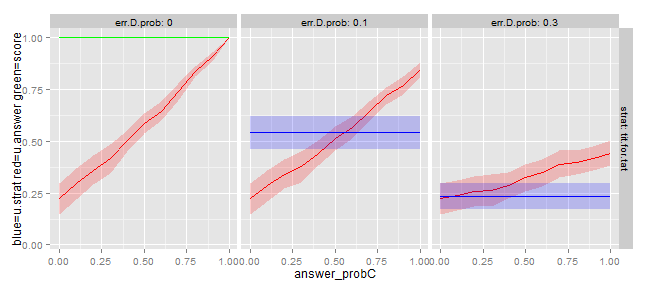 err.D.prob: 0 err.D.prob: 0.1 err.D.prob: 0.3
1.00
0.75
0.50
0.25
0.00
blue=u.strat red=u.answer green=score
strat: tit.for.tat
0.00 0.25 0.50 0.75 1.00 0.00 0.25 0.50 0.75 1.00 0.00 0.25 0.50 0.75 1.00
answer_probC